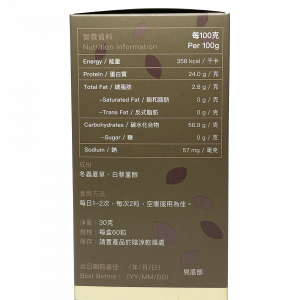 營養資料 每100克
Nutrition Information Per 100g
Energy / 能量 358 kcal / 千卡
Protein / 蛋白質 24.0 g / 克
Total Fat / 總脂肪 2.8 g / 克
–Saturated Fat / 飽和脂肪 0 g / 克
–Trans Fat / 反式脂肪 0 g / 克
Carbohydrates / 碳水化合物 58.9 g / 克
–Sugar / 糖 0 g / 克
Sodium / 鈉 57 mg / 毫克
成份
冬蟲夏草，白藜蘆醇
食用方法
每日1–2次，每次2粒，空腹服用為佳。
淨重： 30克
規格： 每盒60粒
保存： 請置產品於陰涼乾燥處
此日期前最佳： （年/月/日）
Best Before : (YY/MM/DD)
見底部